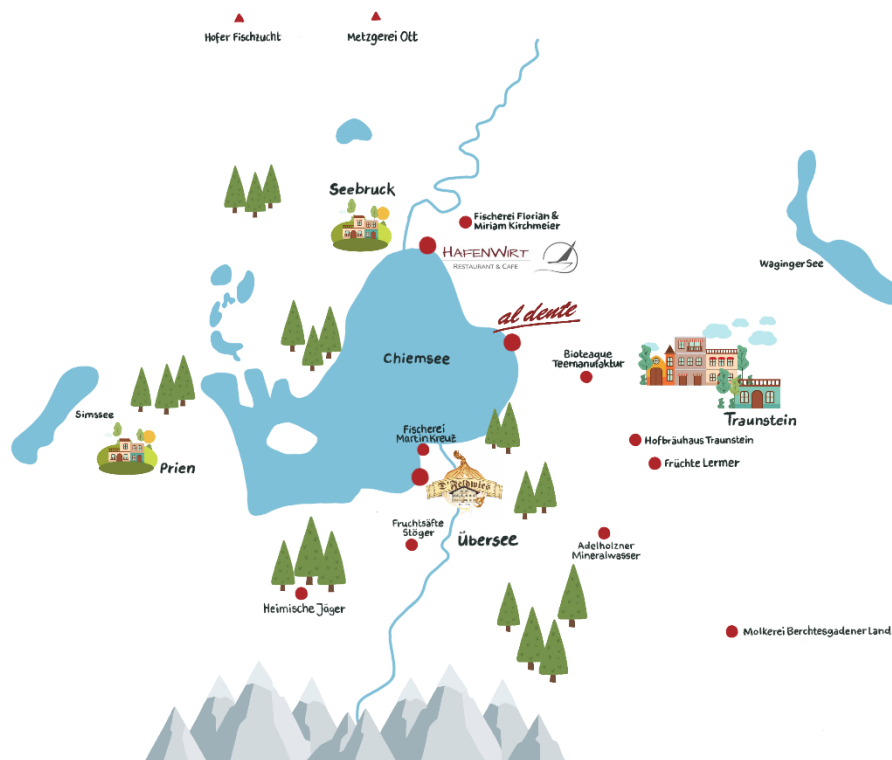 Hofer Fischzucht
Metzgerei Ott
Seebruck
Fischerei Florian &
Miriam Kirchmeier
HAFENWIRT
RESTAURANT & CAFE
Waginger See
al dente
Chiemsee
Bioteaque
Teemanufaktur
Simssee
Prien
Traunstein
Fischerei
Martin Kreuz
Hofbräuhaus Traunstein
Früchte Lermer
D'Feldwies
Fruchtsäfte
Stöger
Übersee
Adelholzner
Mineralwasser
Heimische Jäger
Molkerei Berchtesgadener Land